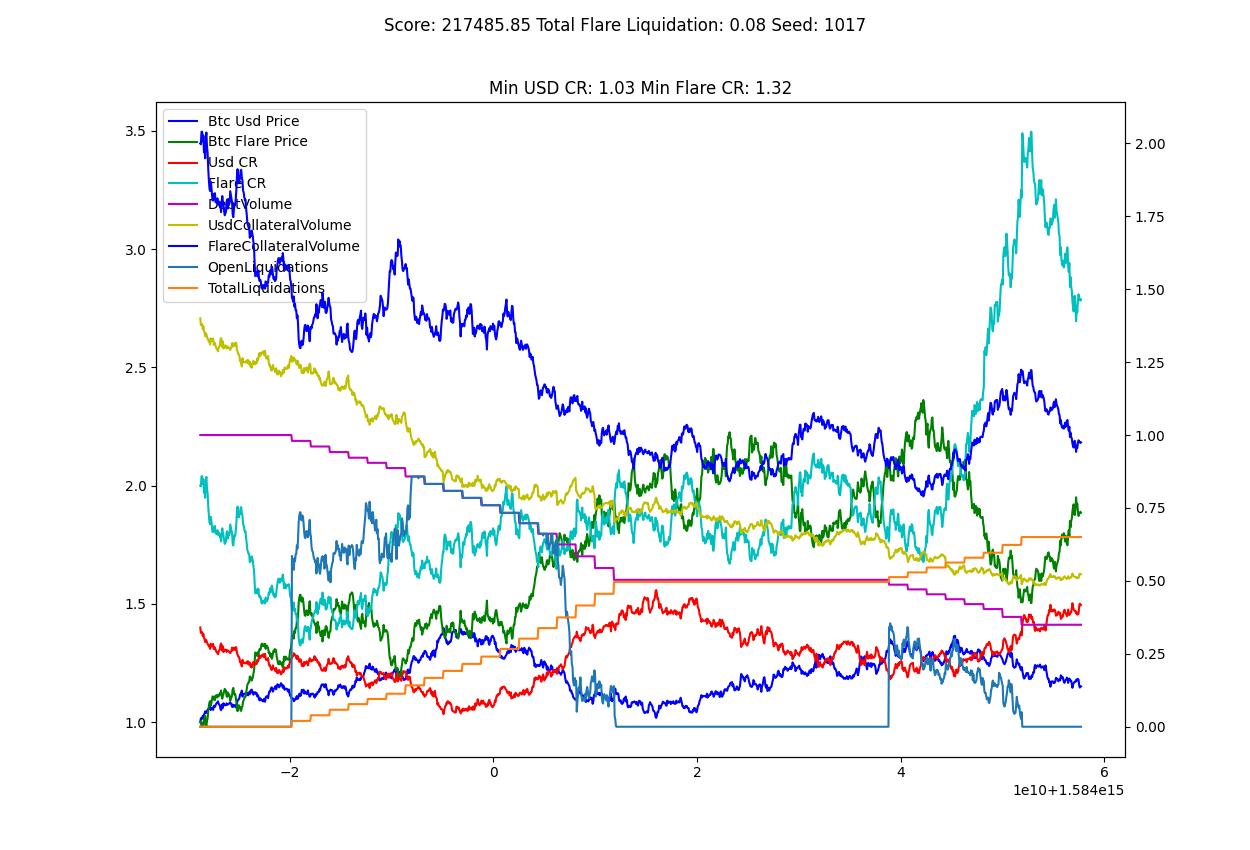 Score: 217485.85 Total Flare Liquidation: 0.08 Seed: 1017
Min USD CR: 1.03 Min Flare CR: 1.32
Btc Usd Price
Btc Flare Price
Usd CR
Flare CR
DebtVolume
UsdCollateralVolume
FlareCollateralVolume
OpenLiquidations
TotalLiquidations
3.5
3.0
2.5
2.0
1.5
1.0
2.00
1.75
1.50
1.25
1.00
0.75
0.50
0.25
0.00
−2
0
2
4
6
1e10+1.584e15